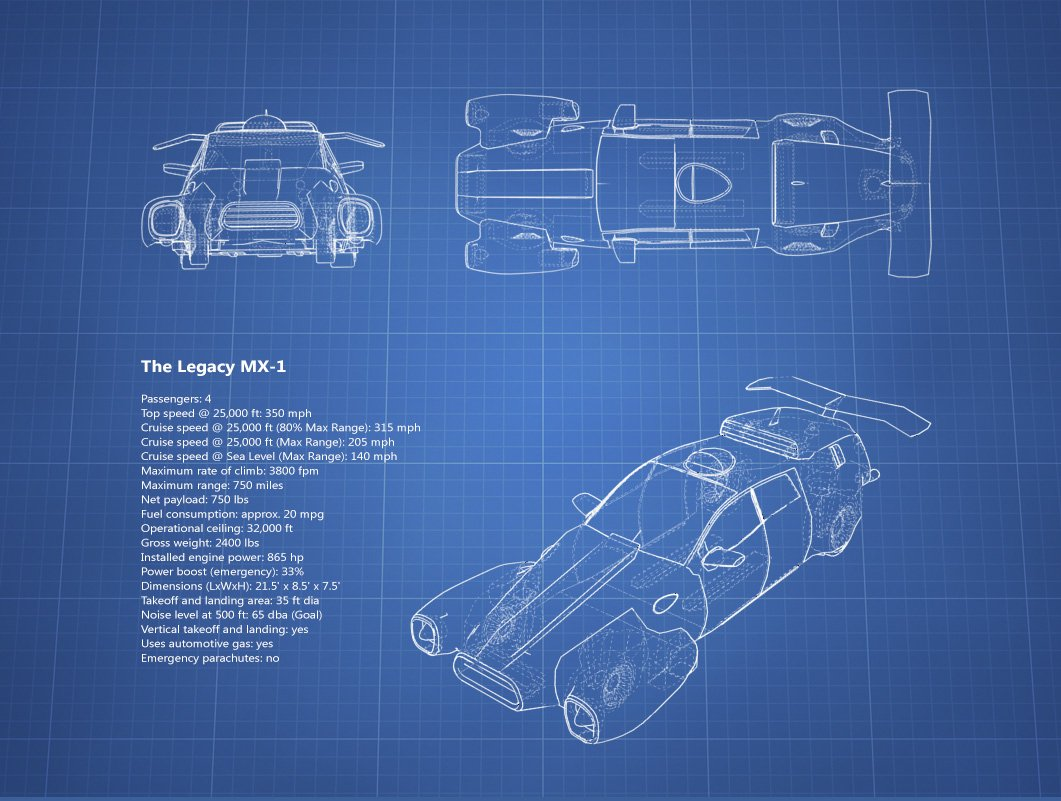 The Legacy MX-1
Passengers: 4
Top speed @ 25,000 ft: 350 mph
Cruise speed @ 25,000 ft (80% Max Range): 315 mph
Cruise speed @ 25,000 ft (Max Range): 205 mph
Cruise speed @ Sea Level (Max Range): 140 mph
Maximum rate of climb: 3800 fpm
Maximum range: 750 miles
Net payload: 750 lbs
Fuel consumption: approx. 20 mpg
Operational ceiling: 32,000 ft
Gross weight: 2400 lbs
Installed engine power: 865 hp
Power boost (emergency): 33%
Dimensions (LxWxH): 21.5' x 8.5' x 7.5'
Takeoff and landing area: 35 ft dia
Noise level at 500 ft: 65 dba (Goal)
Vertical takeoff and landing: yes
Uses automotive gas: yes
Emergency parachutes: no